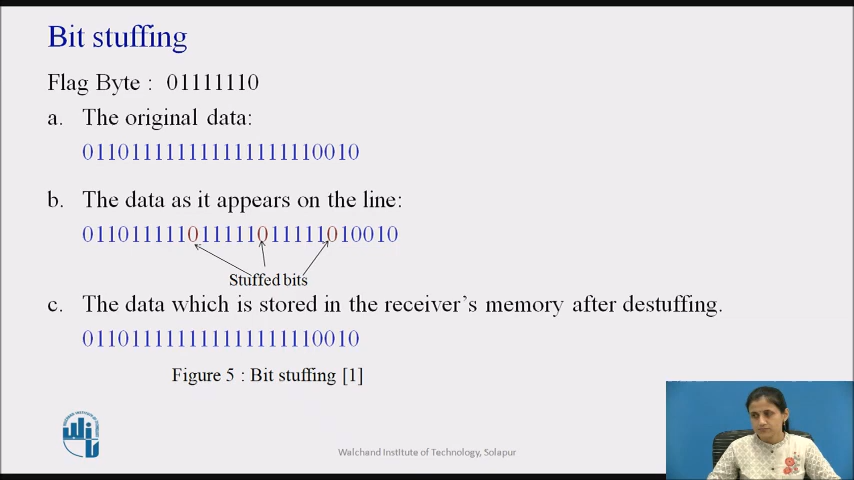 Bit stuffing
Flag Byte : 01111110
a. The original data:
011011111111111111110010
b. The data as it appears on the line:
011011111011111011111010010
Stuffed bits
c. The data which is stored in the receiver's memory after destuffing.
011011111111111111110010
Figure 5 : Bit stuffing [1]
Walchand Institute of Technology, Solapur